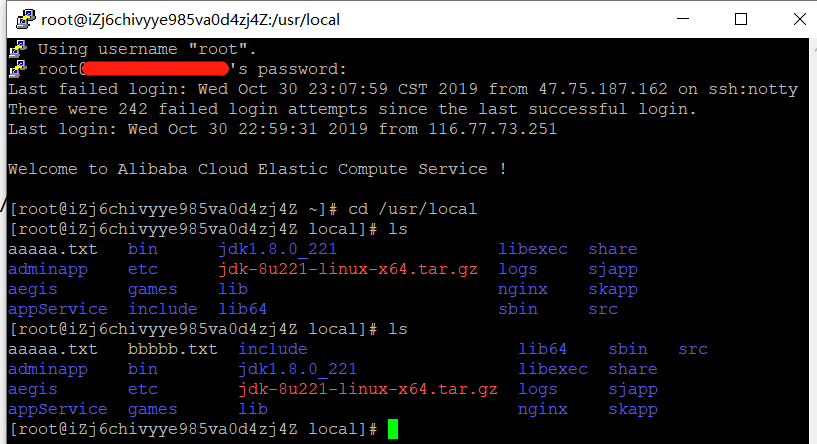 root@iZj6chivyye985va0d4zj4Z:/usr/local
Using username "root".
root@ 's password:
Last failed login: Wed Oct 30 23:07:59 CST 2019 from 47.75.187.162 on ssh:notty
There were 242 failed login attempts since the last successful login.
Last login: Wed Oct 30 22:59:31 2019 from 116.77.73.251
Welcome to Alibaba Cloud Elastic Compute Service !
[root@iZj6chivyye985va0d4zj4Z ~]# cd /usr/local
[root@iZj6chivyye985va0d4zj4Z local]# ls
aaaaa.txt bin jdk1.8.0_221 libexec share
adminapp etc jdk-8u221-linux-x64.tar.gz logs sjapp
aegis games lib nginx skapp
appService include lib64 sbin src
[root@iZj6chivyye985va0d4zj4Z local]# ls
aaaaa.txt bbbbb.txt include lib64 sbin src
adminapp bin jdk1.8.0_221 libexec share
aegis etc jdk-8u221-linux-x64.tar.gz logs sjapp
appService games lib nginx skapp
[root@iZj6chivyye985va0d4zj4Z local]#